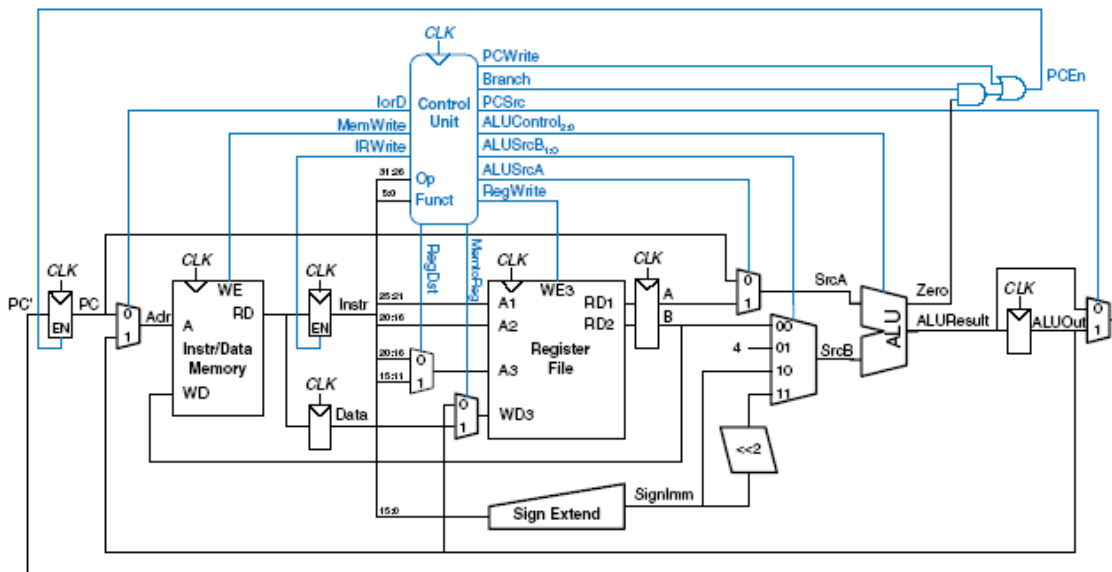 CLK
PCWrite
Branch
PCEn
IorD
Control
Unit
PCSrc
MemWrite
ALUControl2:0
IRWrite
ALUSrcB1:0
31:26
Op
ALUSrcA
5:0
Funct
RegWrite
RegDst
MemtoReg
CLK
CLK
CLK
CLK
CLK
CLK
PC'
PC
EN
0
1
Adr
WE
A
RD
Instr/Data
Memory
WD
EN
Instr
25:21
20:16
20:16
15:11
0
1
A1
A2
A3
WD3
WE3
RD1
RD2
Register
File
A
B
0
1
SrcA
00
4
01
SrcB
10
11
ALU
Zero
ALUResult
ALUOut
0
1
CLK
Data
0
1
<<2
SignImm
15:0
Sign Extend